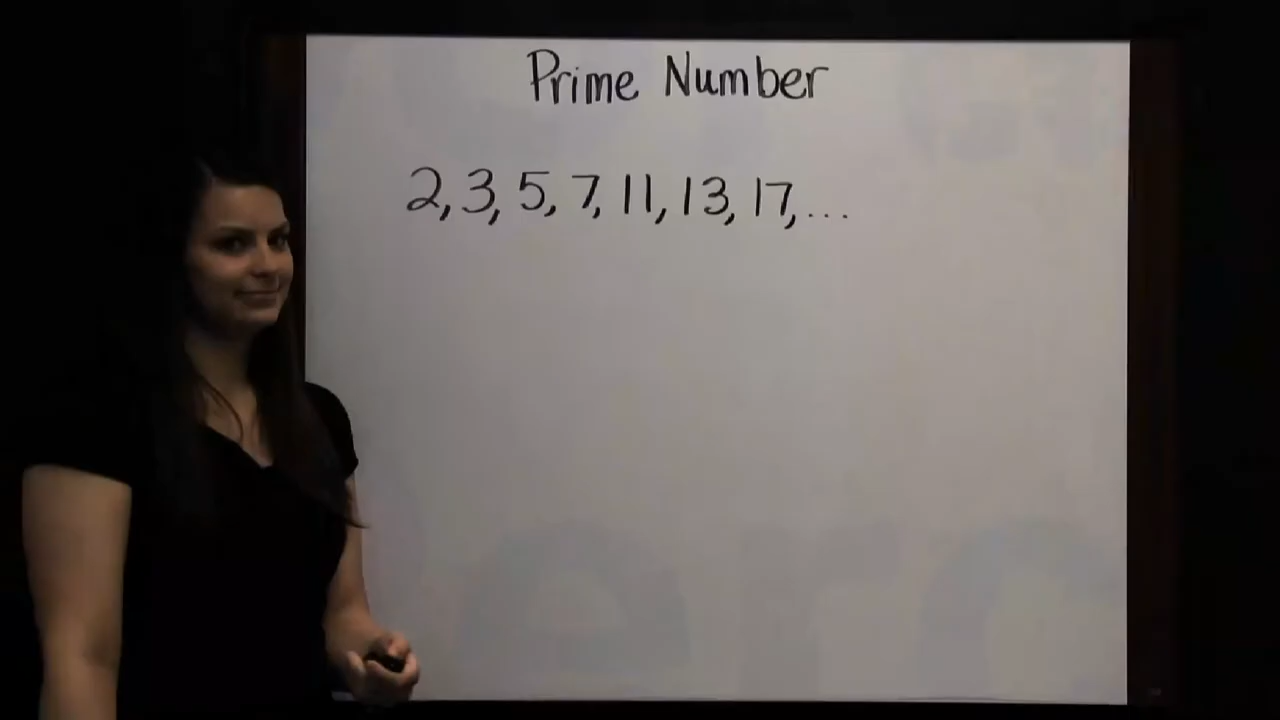 Prime Number
2, 3, 5, 7, 11, 13, 17, ...